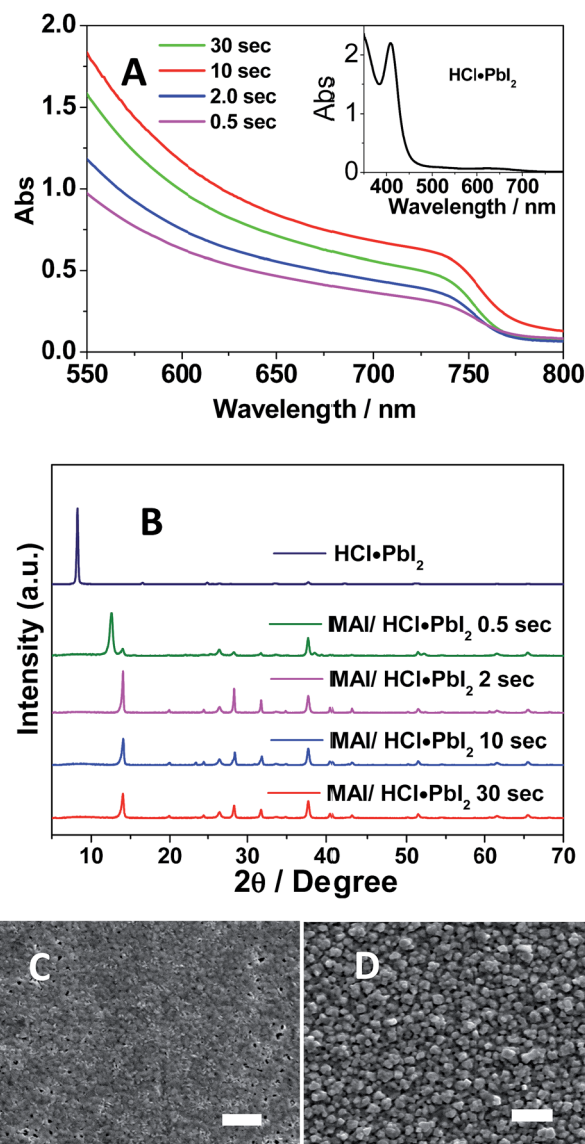 2.0
A
30 sec
10 sec
2.0 sec
0.5 sec
HCl•PbI2
2
1
0
Abs
400 500 600 700
Wavelength / nm
1.5
1.0
0.5
0.0
Abs
550 600 650 700 750 800
Wavelength / nm
B
HCl•PbI2
MAI/ HCl•PbI2 0.5 sec
MAI/ HCl•PbI2 2 sec
MAI/ HCl•PbI2 10 sec
MAI/ HCl•PbI2 30 sec
Intensity (a.u.)
10 20 30 40 50 60 70
2θ / Degree
C
D